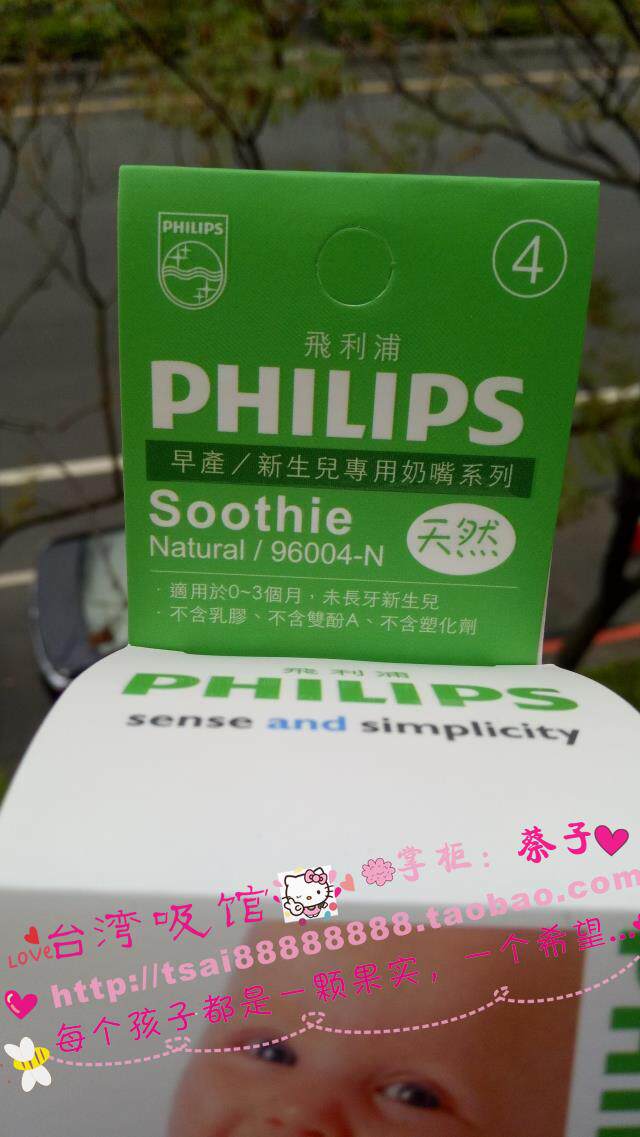 PHILIPS
4
飛利浦
PHILIPS
早產／新生兒專用奶嘴系列
Soothie
Natural / 96004-N
天然
·適用於0~3個月，未長牙新生兒
·不含乳膠、不含雙酚A、不含塑化劑
飛利浦
PHILIPS
sense and simplicity
掌柜：蔡子
LOVE台湾吸馆
http://tsai88888888.taobao.com
每个孩子都是一颗果实，一个希望...